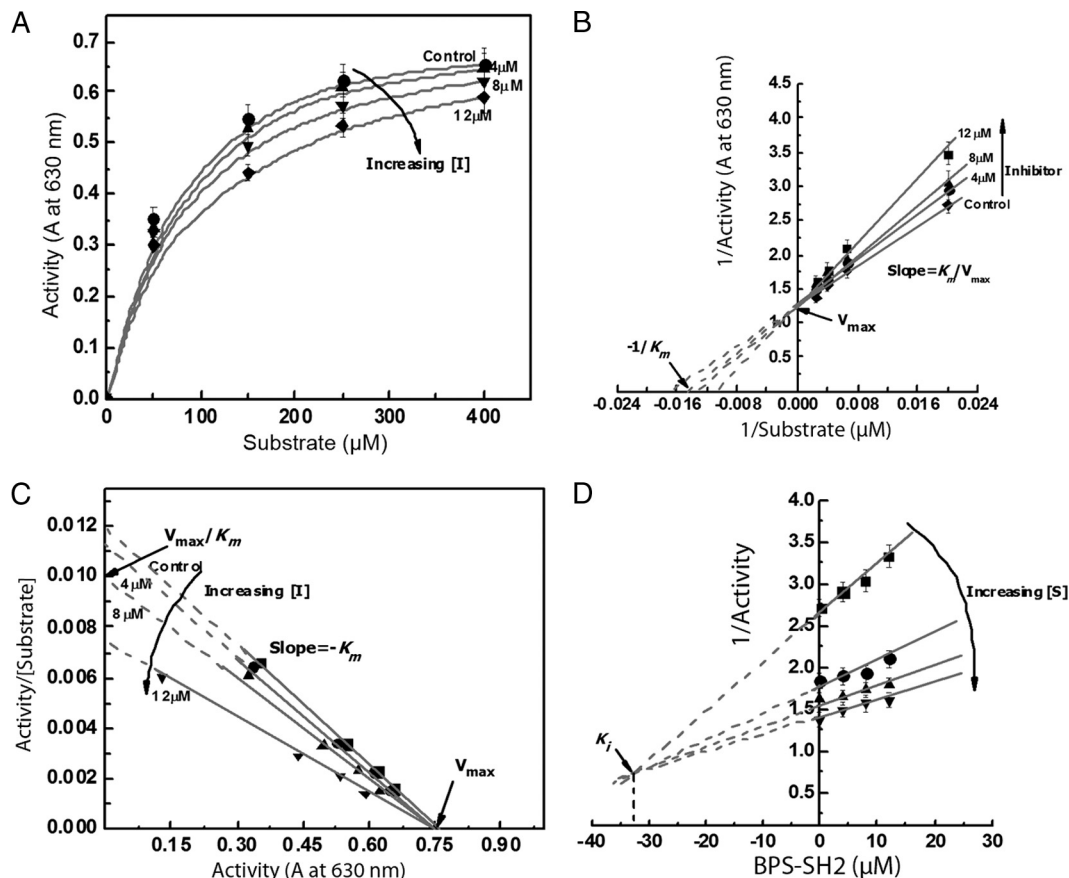 A
Activity (A at 630 nm)
0.7
0.6
0.5
0.4
0.3
0.2
0.1
0.0
Control
4μM
8μM
12μM
Increasing [I]
0 100 200 300 400
Substrate (μM)
B
1/Activity (A at 630 nm)
4.5
4.0
3.5
3.0
2.5
2.0
1.5
1.0
0.5
12 μM
8μM
4μM
Control
Inhibitor
Slope=Km/Vmax
Vmax
-1/Km
-0.024 -0.016 -0.008 0.000 0.008 0.016 0.024
1/Substrate (μM)
C
Activity/[Substrate]
0.012
0.010
0.008
0.006
0.004
0.002
0.000
Vmax/Km
Control
4 μM
8 μM
12μM
Increasing [I]
Slope=-Km
Vmax
0.15 0.30 0.45 0.60 0.75 0.90
Activity (A at 630 nm)
D
1/Activity
4.0
3.5
3.0
2.5
2.0
1.5
1.0
0.5
Increasing [S]
Ki
-40 -30 -20 -10 0 10 20 30
BPS-SH2 (μM)